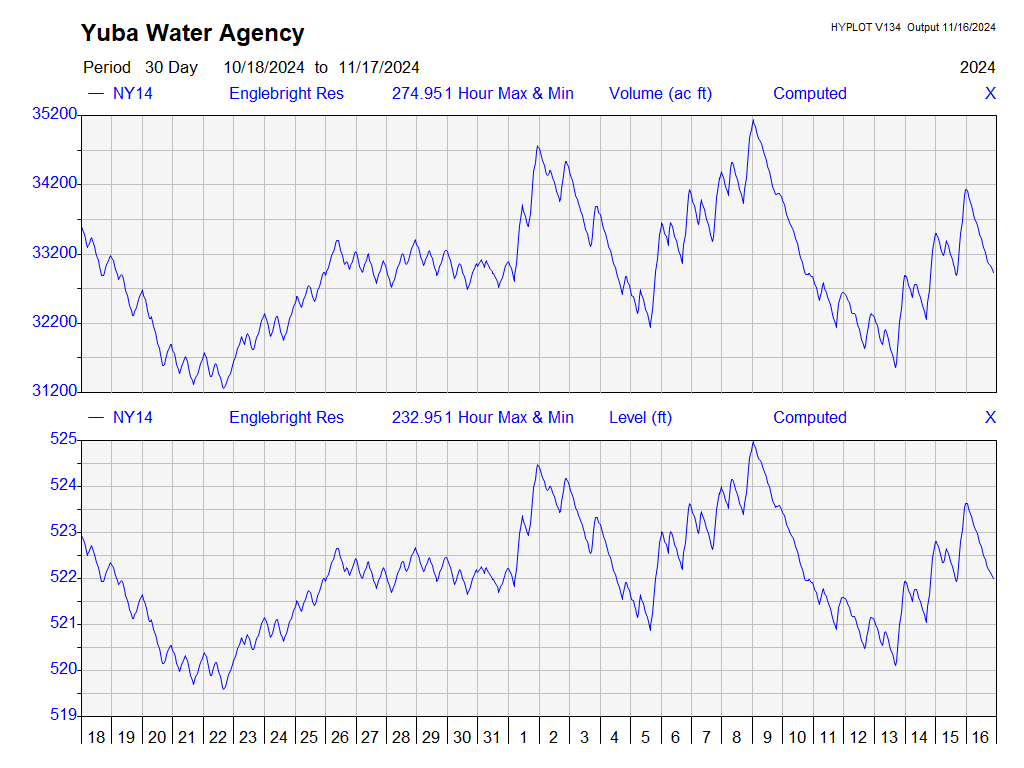 Yuba Water Agency
HYPLOT V134 Output 11/16/2024
Period 30 Day 10/18/2024 to 11/17/2024 2024
NY14 Englebright Res 274.951 Hour Max & Min Volume (ac ft) Computed X
35200
34200
33200
32200
31200
NY14 Englebright Res 232.951 Hour Max & Min Level (ft) Computed X
525
524
523
522
521
520
519
18 19 20 21 22 23 24 25 26 27 28 29 30 31 1 2 3 4 5 6 7 8 9 10 11 12 13 14 15 16